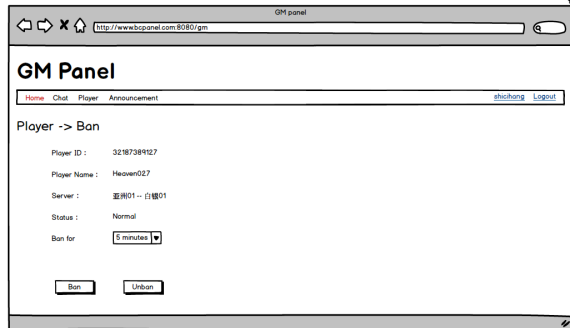 GM panel
http://www.bcpanel.com:8080/gm
GM Panel
Home Chat Player Announcement shicihang Logout
Player -> Ban
Player ID : 32187389127
Player Name : Heaven027
Server : 亚洲01 -- 白银01
Status : Normal
Ban for 5 minutes
Ban Unban